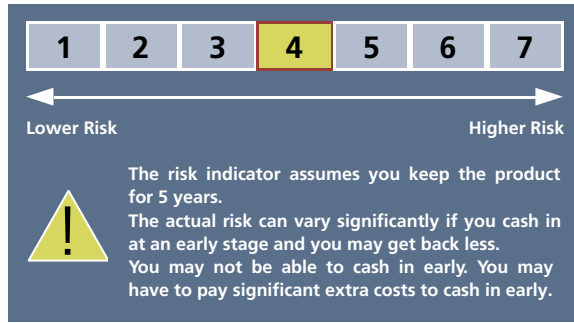 1 2 3 4 5 6 7
Lower Risk Higher Risk
The risk indicator assumes you keep the product
for 5 years.
The actual risk can vary significantly if you cash in
at an early stage and you may get back less.
You may not be able to cash in early. You may
have to pay significant extra costs to cash in early.
!